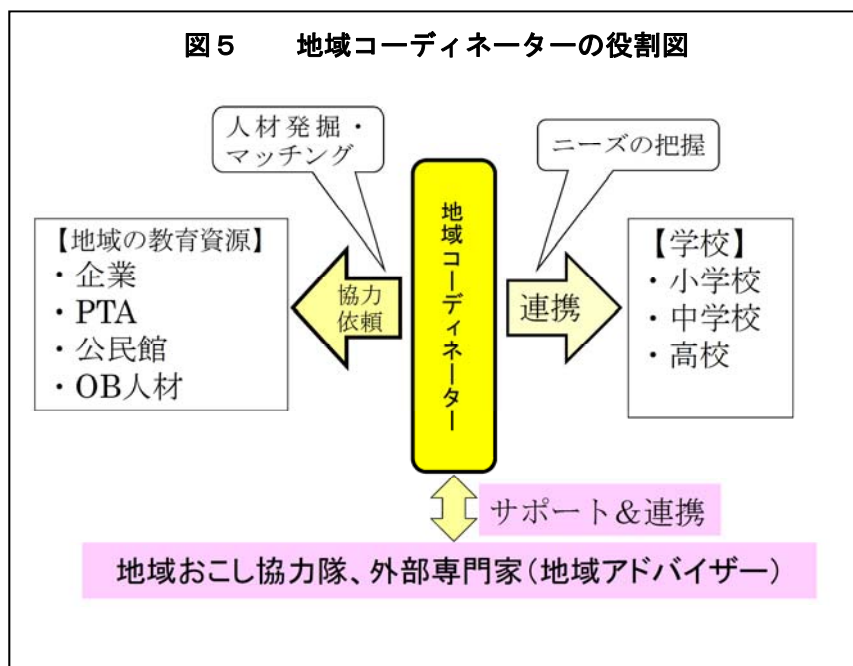 図5 地域コーディネーターの役割図
人材発掘・
マッチング
ニーズの把握
【地域の教育資源】
・企業
・PTA
・公民館
・OB人材
協力
依頼
地域コーディネーター
連携
【学校】
・小学校
・中学校
・高校
サポート&連携
地域おこし協力隊、外部専門家(地域アドバイザー)